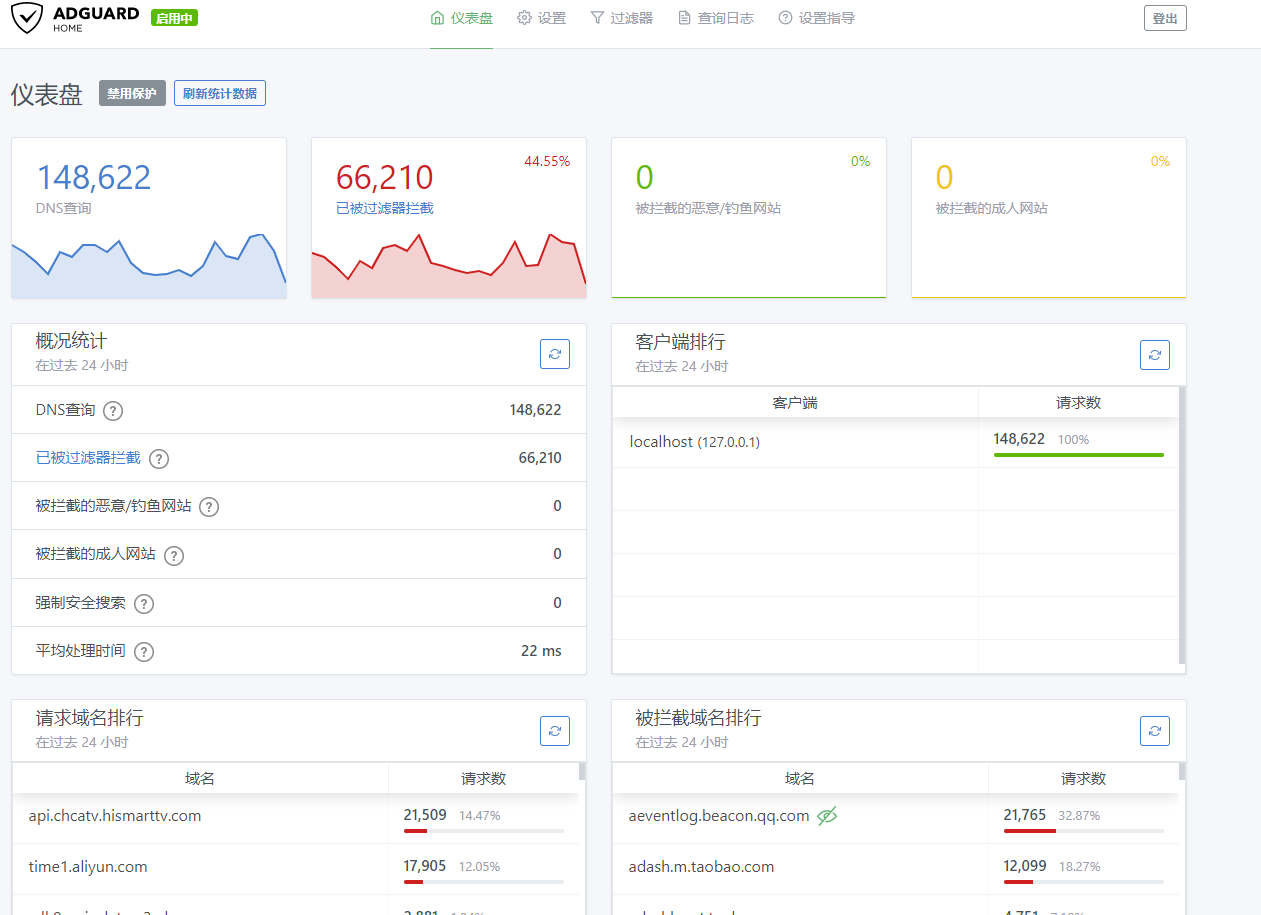 ADGUARD 启用中
HOME
仪表盘 设置 过滤器 查询日志 设置指导 登出
仪表盘 禁用保护 刷新统计数据
148,622
DNS查询
44.55%
66,210
已被过滤器拦截
0%
0
被拦截的恶意/钓鱼网站
0%
0
被拦截的成人网站
概况统计
在过去 24 小时
DNS查询 ? 148,622
已被过滤器拦截 ? 66,210
被拦截的恶意/钓鱼网站 ? 0
被拦截的成人网站 ? 0
强制安全搜索 ? 0
平均处理时间 ? 22 ms
客户端排行
在过去 24 小时
客户端 请求数
localhost (127.0.0.1) 148,622 100%
请求域名排行
在过去 24 小时
域名 请求数
api.chcatv.hismarttv.com 21,509 14.47%
time1.aliyun.com 17,905 12.05%
被拦截域名排行
在过去 24 小时
域名 请求数
aeventlog.beacon.qq.com 21,765 32.87%
adash.m.taobao.com 12,099 18.27%